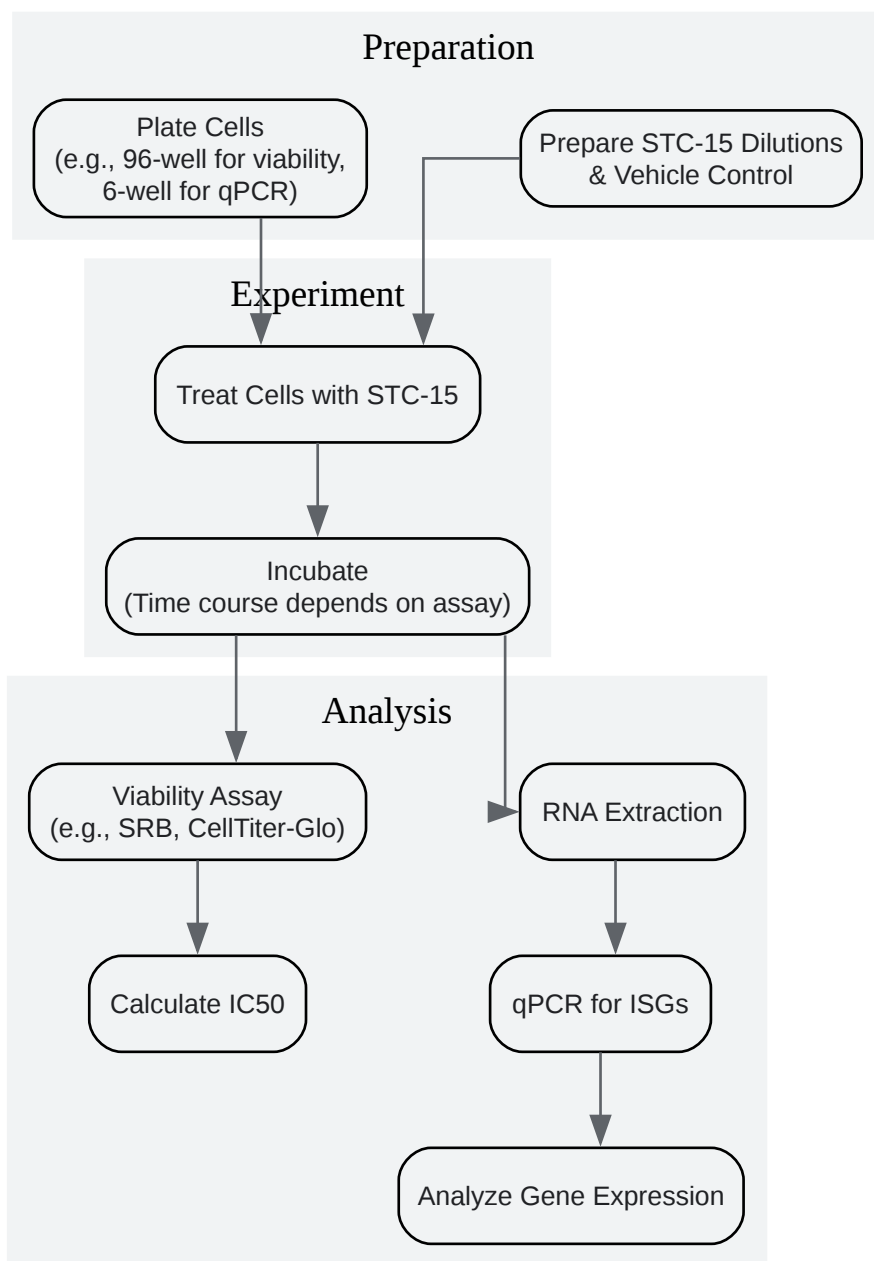 Preparation
Plate Cells
(e.g., 96-well for viability,
6-well for qPCR)
Prepare STC-15 Dilutions
& Vehicle Control
Experiment
Treat Cells with STC-15
Incubate
(Time course depends on assay)
Analysis
Viability Assay
(e.g., SRB, CellTiter-Glo)
RNA Extraction
Calculate IC50
qPCR for ISGs
Analyze Gene Expression